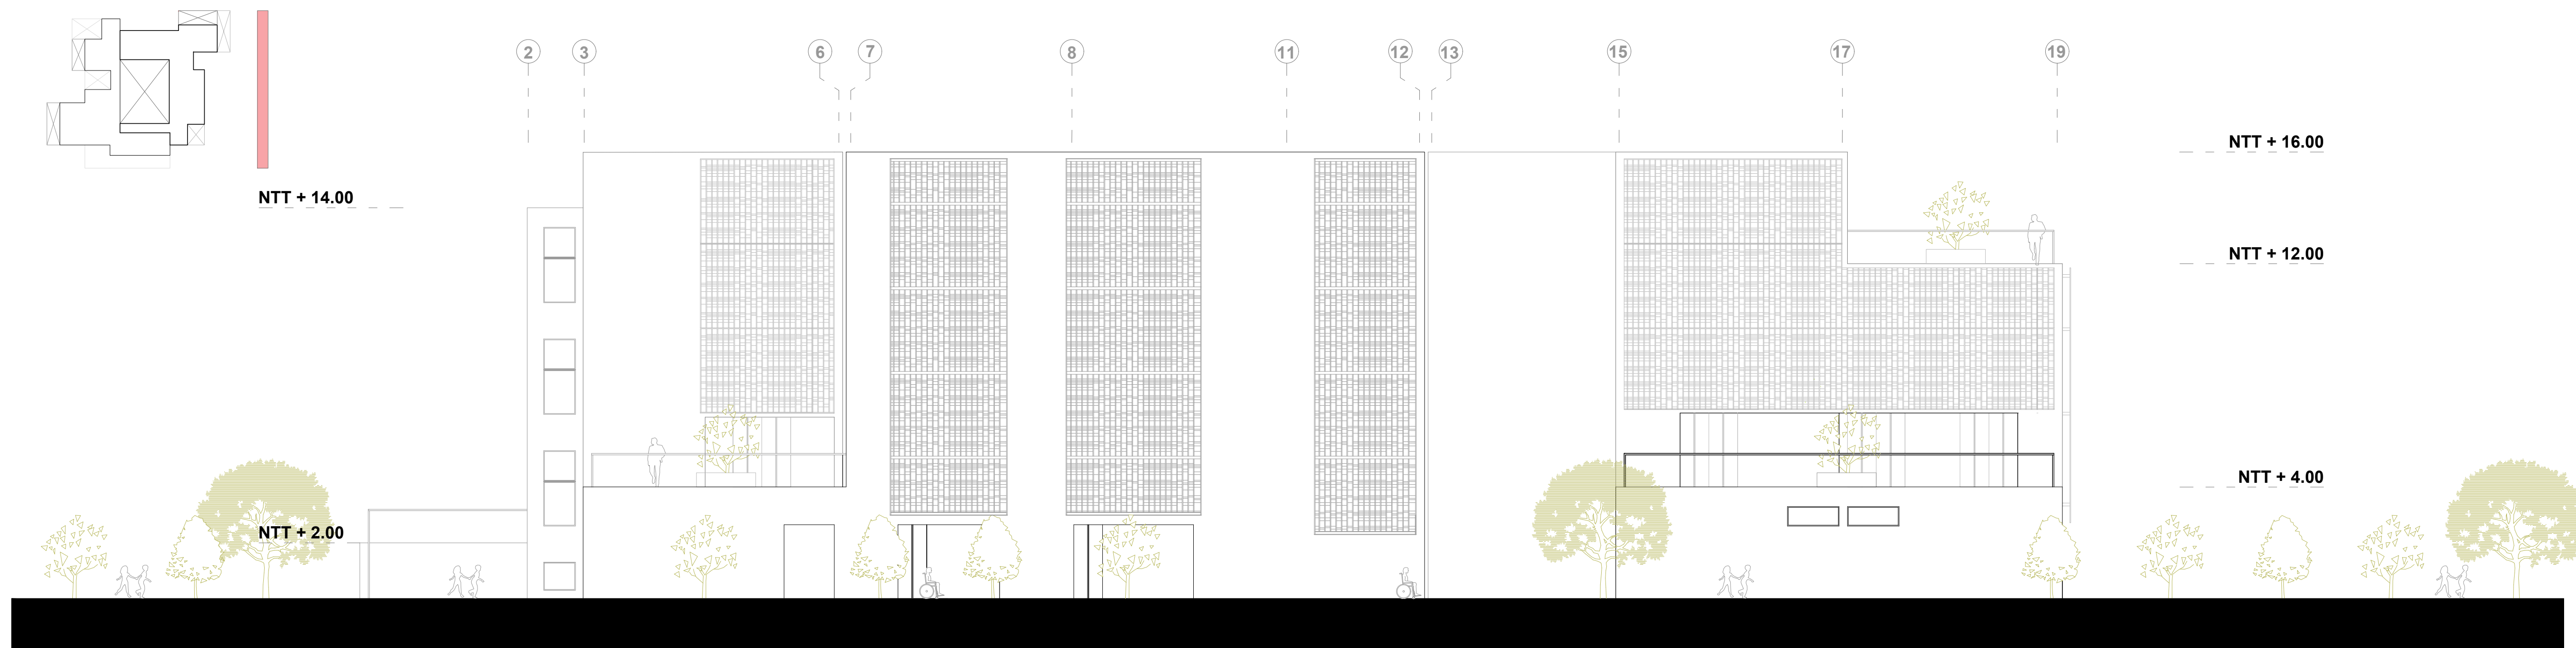 2 3 6 7 8 11 12 13 15 17 19
NTT + 16.00
NTT + 14.00
NTT + 12.00
NTT + 4.00
NTT + 2.00